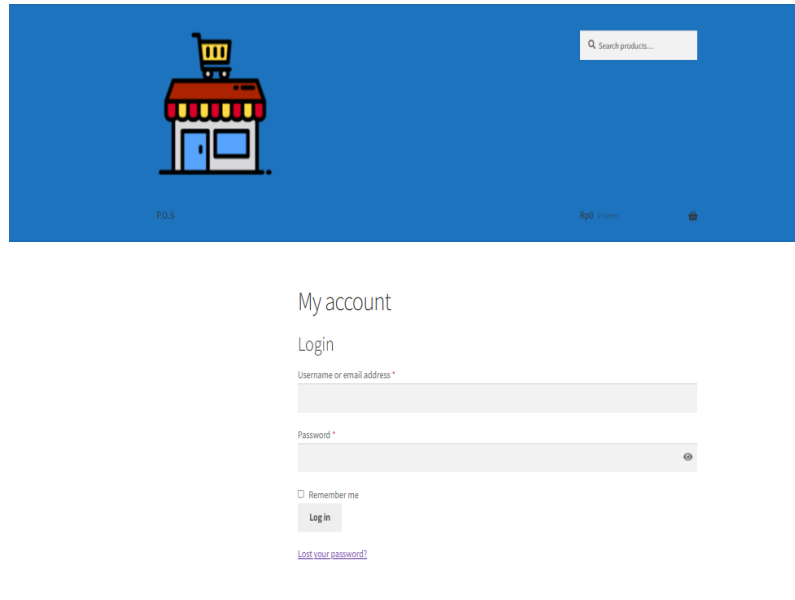 Search products…
P.O.S
Rp0
My account
Login
Username or email address *
Password *
Remember me
Log in
Lost your password?